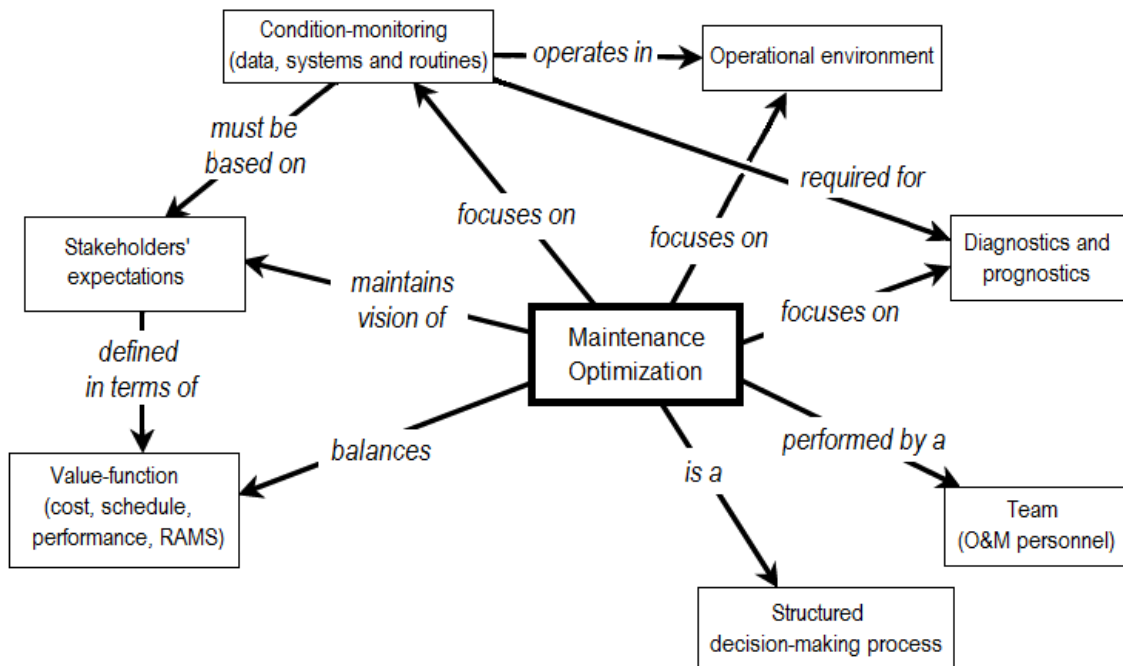 Condition-monitoring
(data, systems and routines)
operates in
Operational environment
must be
based on
required for
focuses on
focuses on
Stakeholders'
expectations
Diagnostics and
prognostics
maintains
vision of
focuses on
Maintenance
Optimization
defined
in terms of
balances
performed by a
Value-function
(cost, schedule,
performance, RAMS)
is a
Team
(O&M personnel)
Structured
decision-making process